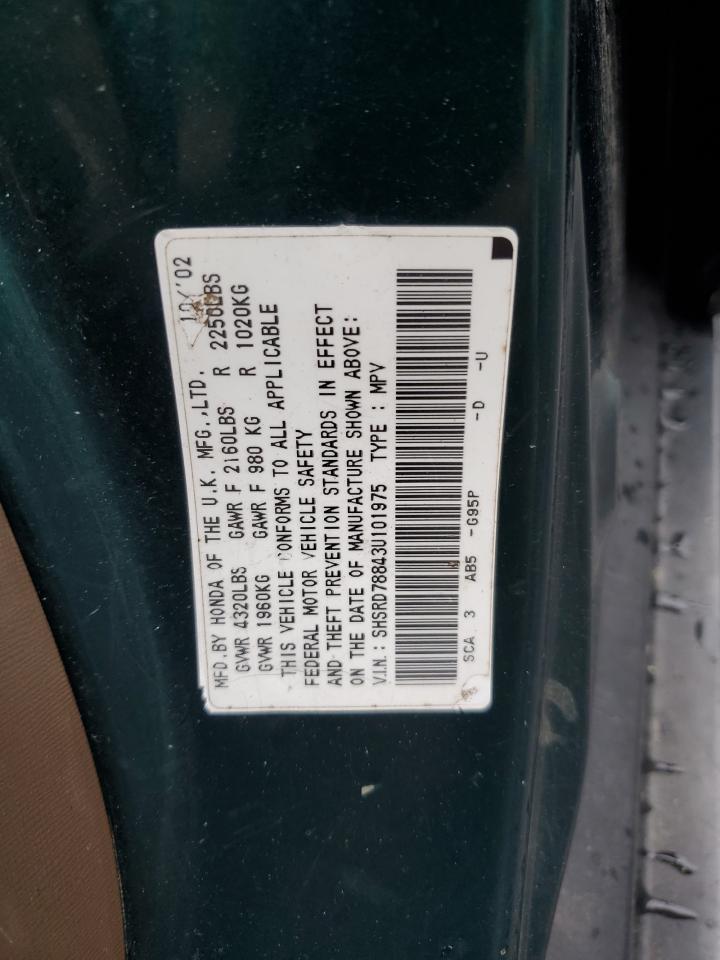 MFD.BY HONDA OF THE U.K. MFG.,LTD. 10/'02
GVWR 4320LBS GAWR F 2160LBS R 2250LBS
GVWR 1960KG GAWR F 980 KG R 1020KG
THIS VEHICLE CONFORMS TO ALL APPLICABLE
FEDERAL MOTOR VEHICLE SAFETY
AND THEFT PREVENTION STANDARDS IN EFFECT
ON THE DATE OF MANUFACTURE SHOWN ABOVE:
V.I.N.: SHSRD78843U101975 TYPE : MPV
SCA 3 AB5 -G95P -D -U